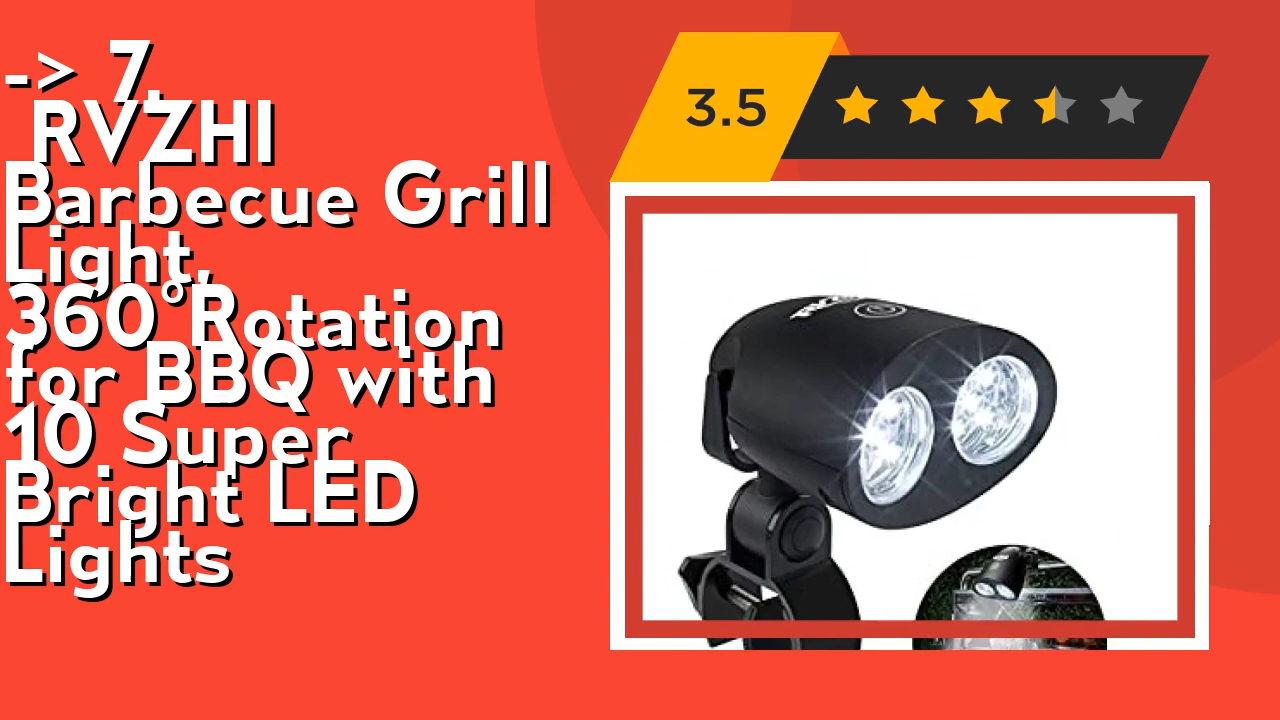 -> 7.
RVZHI
Barbecue Grill
Light,
360°Rotation
for BBQ with
10 Super
Bright LED
Lights
3.5